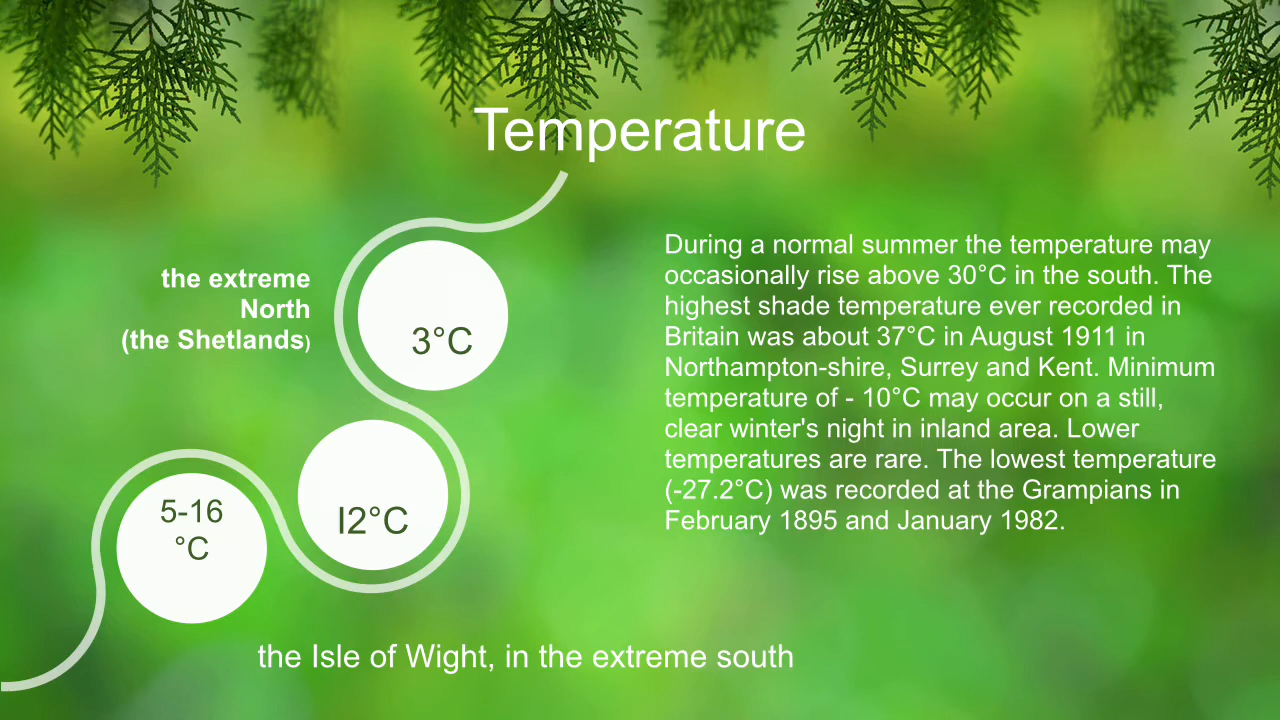 Temperature
the extreme
North
(the Shetlands)
3°C
I2°C
5-16
°C
the Isle of Wight, in the extreme south
During a normal summer the temperature may
occasionally rise above 30°C in the south. The
highest shade temperature ever recorded in
Britain was about 37°C in August 1911 in
Northampton-shire, Surrey and Kent. Minimum
temperature of - 10°C may occur on a still,
clear winter's night in inland area. Lower
temperatures are rare. The lowest temperature
(-27.2°C) was recorded at the Grampians in
February 1895 and January 1982.